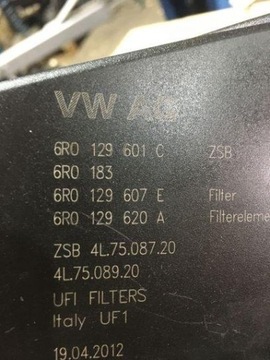 VW AG
6R0 129 601 C ZSB
6R0 183
6R0 129 607 E Filter
6R0 129 620 A Filtereleme
ZSB 4L.75.087.20
4L.75.089.20
UFI FILTERS
Italy UF1
19.04.2012